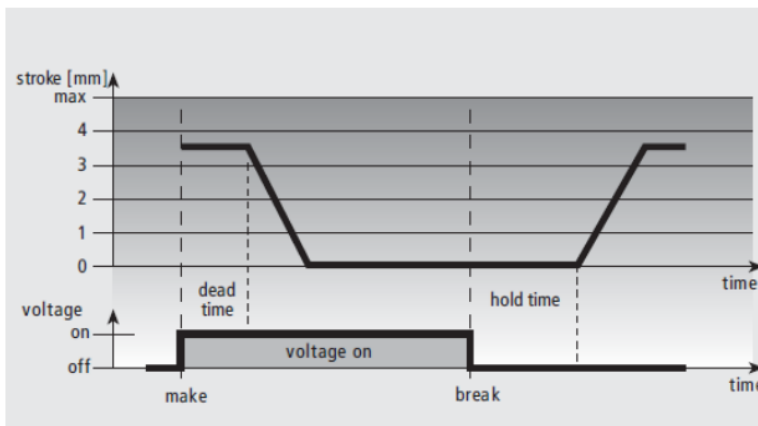 stroke [mm]
max
4
3
2
1
0
time
dead
time
hold time
voltage
on
voltage on
off
time
make
break